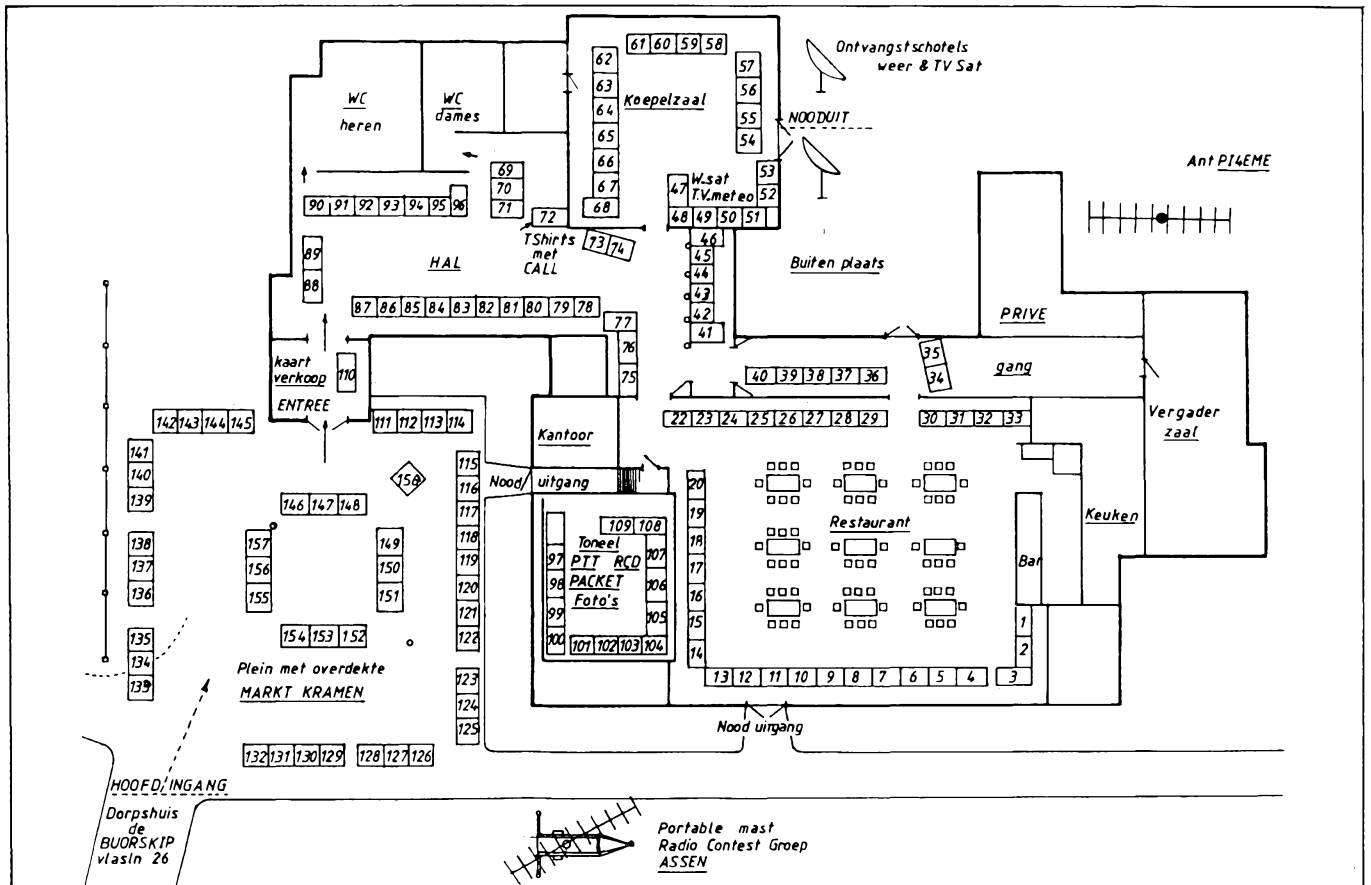 61 60 59 58
Ontvangstschotels
weer & TV Sat
62
63
64
65
66
67
68
57
56
55
54
Koepelzaal
WC
heren
WC
dames
NOODUIT
53
52
47
W.sat
T.V.meteo
48 49 50 51
Ant PI4EME
69
70
71
72
TShirts
met
CALL
73 74
90 91 92 93 94 95 96
89
88
HAL
46
45
44
43
42
41
Buiten plaats
87 86 85 84 83 82 81 80 79 78
77
76
75
PRIVE
kaart
verkoop
110
ENTREE
40 39 38 37 36
35
34
gang
Vergader
zaal
142 143 144 145
111 112 113 114
22 23 24 25 26 27 28 29
30 31 32 33
Kantoor
141
140
139
158
115
116
117
118
119
120
121
122
Nood/uitgang
146 147 148
138
137
136
157
156
155
149
150
151
109 108
Toneel
PTT RCD
PACKET
Foto's
97
98
99
100
107
106
105
101 102 103 104
20
19
18
17
16
15
14
Restaurant
Bar
Keuken
1
2
3
135
134
133
154 153 152
Plein met overdekte
MARKT KRAMEN
123
124
125
13 12 11 10 9 8 7 6 5 4
Nood uitgang
132 131 130 129
128 127 126
HOOFD/INGANG
Dorpshuis
de
BUORSKIP
vlasln 26
Portable mast
Radio Contest Groep
ASSEN